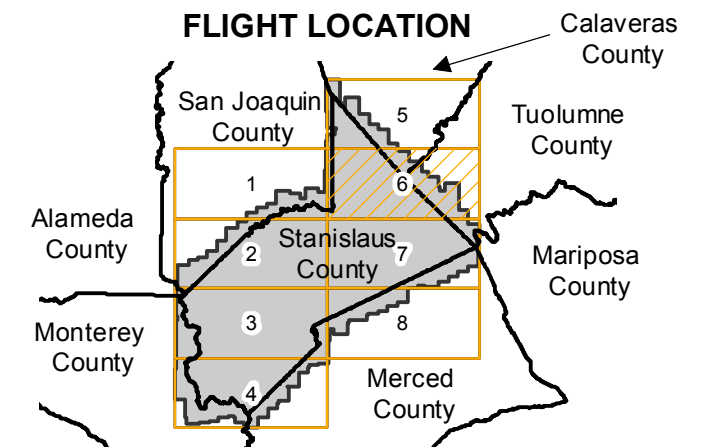 FLIGHT LOCATION
Calaveras
County
San Joaquin
County
5
Tuolumne
County
1
6
Alameda
County
2
Stanislaus
County
7
Mariposa
County
Monterey
County
3
8
4
Merced
County